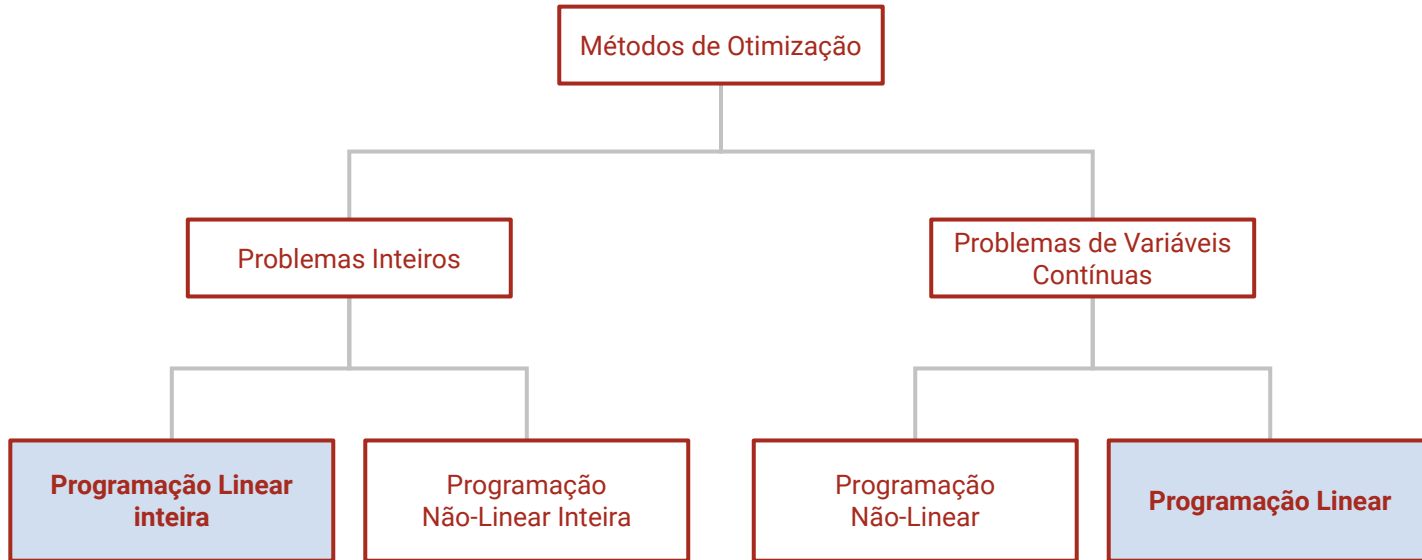 Métodos de Otimização
Problemas Inteiros
Problemas de Variáveis
Contínuas
Programação Linear
inteira
Programação
Não-Linear Inteira
Programação
Não-Linear
Programação Linear